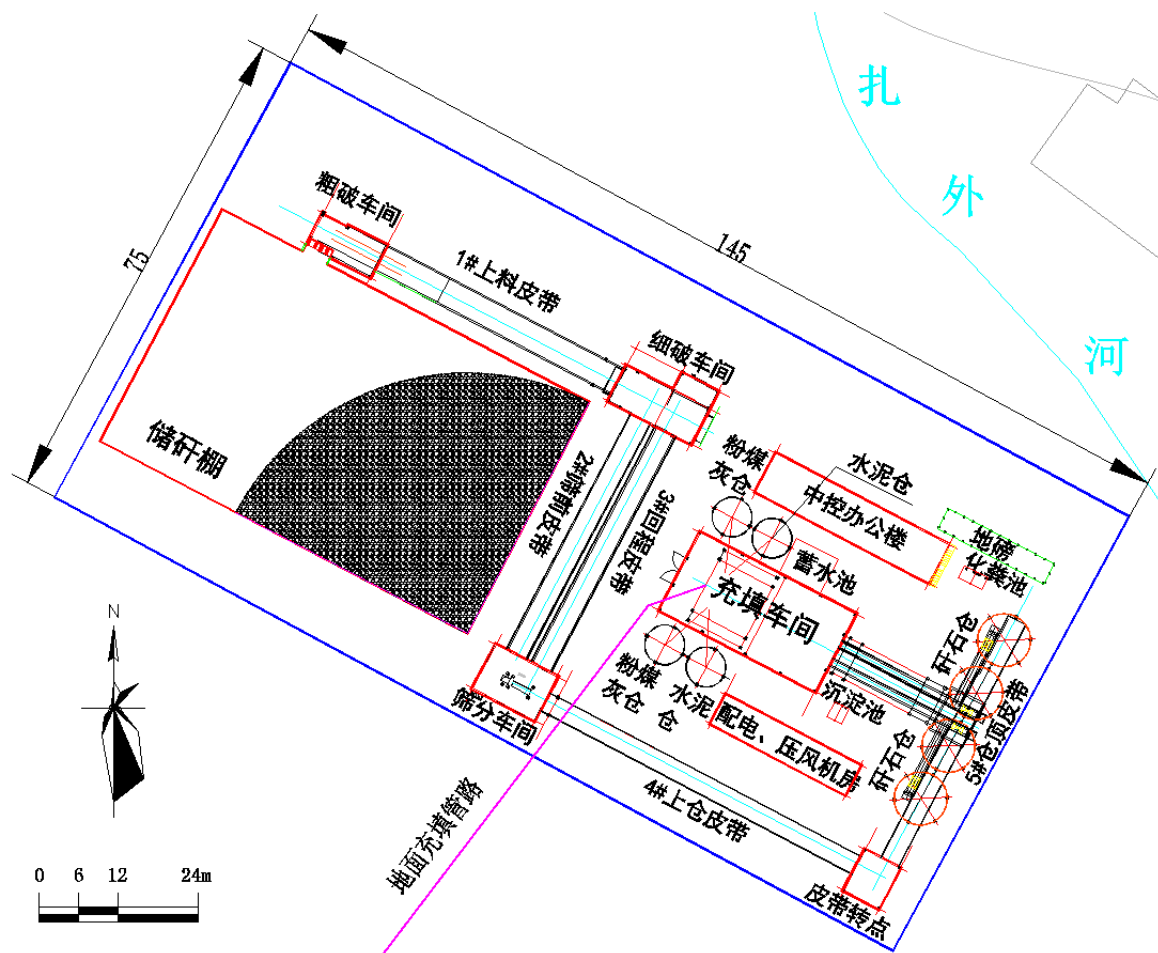 扎
外
河
145
75
粗破车间
1#上料皮带
细破车间
储矸棚
2#筛前皮带
3#回程皮带
粉煤
灰仓
水泥仓
中控办公楼
地磅
化粪池
蓄水池
充填车间
矸石仓
粉煤
灰仓
水泥
仓
沉淀池
配电、压风机房
矸石仓
5#仓顶皮带
筛分车间
4#上仓皮带
地面充填管路
皮带转点
N
0 6 12 24m